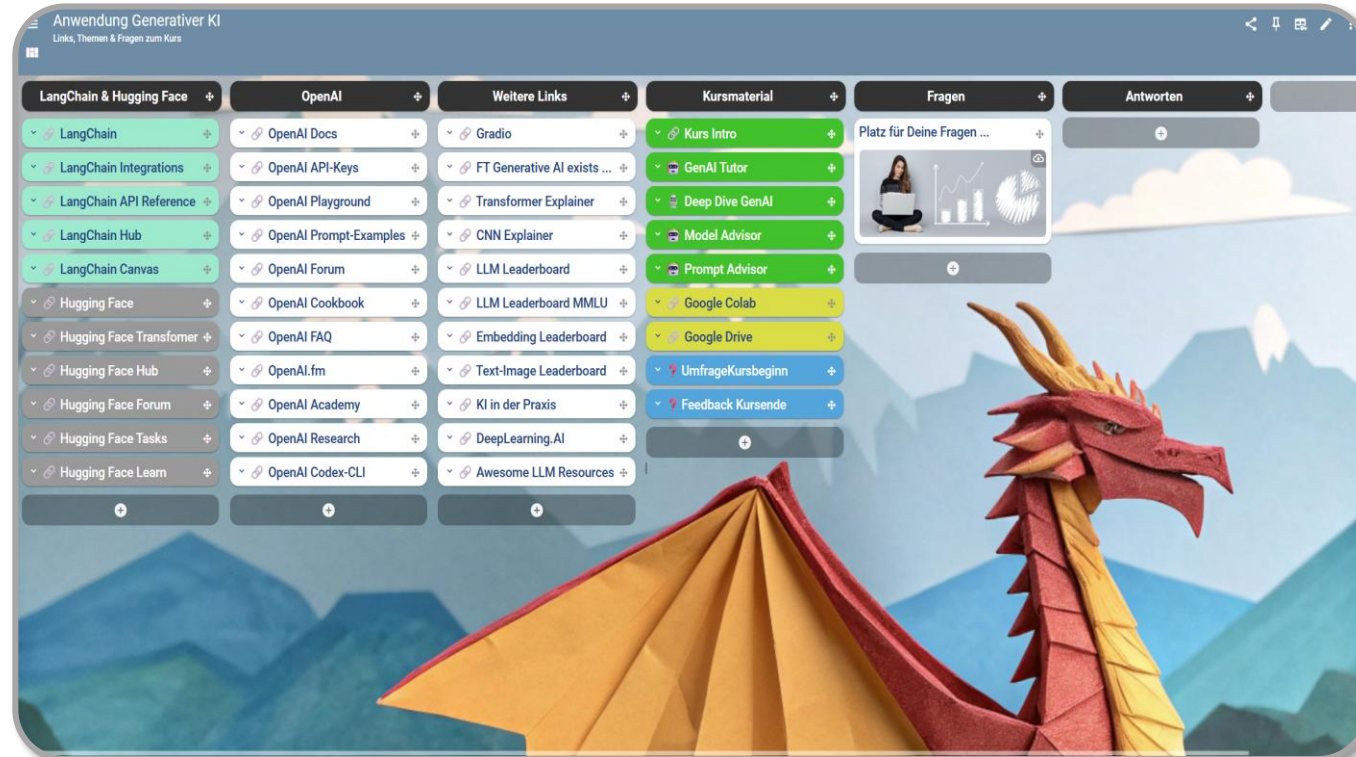 Anwendung Generativer KI
Links, Themen & Fragen zum Kurs
LangChain & Hugging Face
LangChain
LangChain Integrations
LangChain API Reference
LangChain Hub
LangChain Canvas
Hugging Face
Hugging Face Transfomer
Hugging Face Hub
Hugging Face Forum
Hugging Face Tasks
Hugging Face Learn
OpenAI
OpenAI Docs
OpenAI API-Keys
OpenAI Playground
OpenAI Prompt-Examples
OpenAI Forum
OpenAI Cookbook
OpenAI FAQ
OpenAI.fm
OpenAI Academy
OpenAI Research
OpenAI Codex-CLI
Weitere Links
Gradio
FT Generative AI exists ...
Transformer Explainer
CNN Explainer
LLM Leaderboard
LLM Leaderboard MMLU
Embedding Leaderboard
Text-Image Leaderboard
KI in der Praxis
DeepLearning.AI
Awesome LLM Resources
Kursmaterial
Kurs Intro
GenAI Tutor
Deep Dive GenAI
Model Advisor
Prompt Advisor
Google Colab
Google Drive
UmfrageKursbeginn
Feedback Kursende
Fragen
Platz für Deine Fragen ...
Antworten